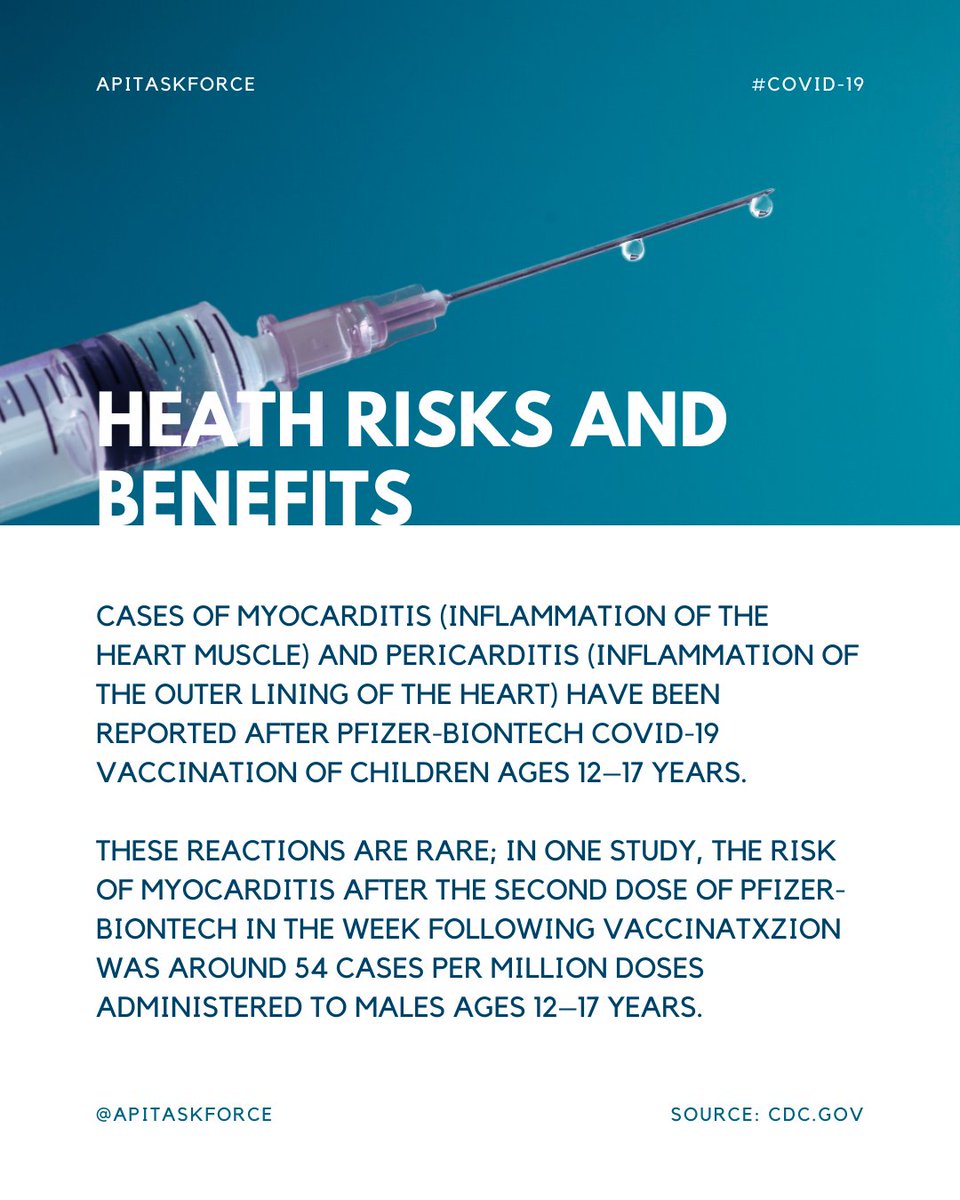 APITASKFORCE
#COVID-19
HEATH RISKS AND
BENEFITS
CASES OF MYOCARDITIS (INFLAMMATION OF THE
HEART MUSCLE) AND PERICARDITIS (INFLAMMATION OF
THE OUTER LINING OF THE HEART) HAVE BEEN
REPORTED AFTER PFIZER-BIONTECH COVID-19
VACCINATION OF CHILDREN AGES 12—17 YEARS.
THESE REACTIONS ARE RARE; IN ONE STUDY, THE RISK
OF MYOCARDITIS AFTER THE SECOND DOSE OF PFIZER-
BIONTECH IN THE WEEK FOLLOWING VACCINATXZION
WAS AROUND 54 CASES PER MILLION DOSES
ADMINISTERED TO MALES AGES 12—17 YEARS.
@APITASKFORCE
SOURCE: CDC.GOV